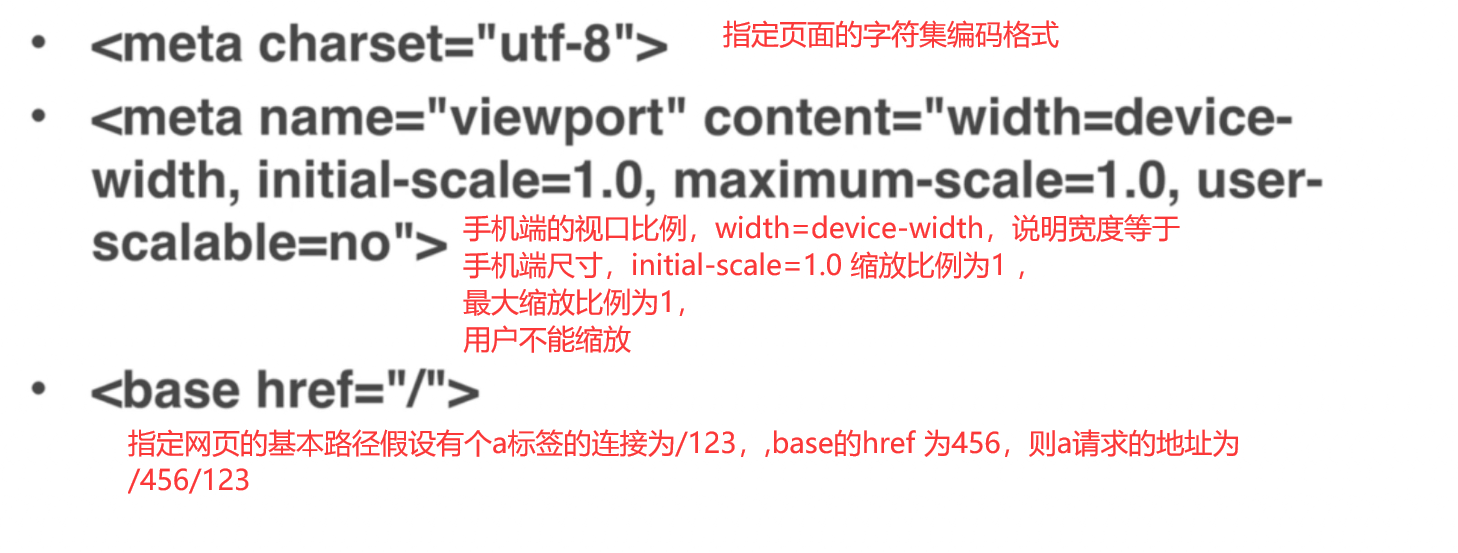 • <meta charset="utf-8"> 指定页面的字符集编码格式
• <meta name="viewport" content="width=device-
width, initial-scale=1.0, maximum-scale=1.0, user-
scalable=no"> 手机端的视口比例，width=device-width，说明宽度等于
手机端尺寸，initial-scale=1.0 缩放比例为1 ，
最大缩放比例为1，
用户不能缩放
• <base href="/">
指定网页的基本路径假设有个a标签的连接为/123，,base的href 为456，则a请求的地址为
/456/123